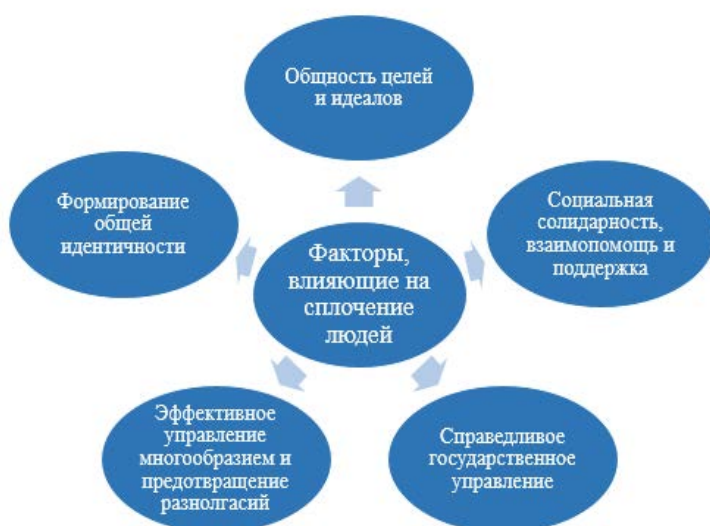 Общность целей
и идеалов
Формирование
общей
идентичности
Социальная
солидарность,
взаимопомощь и
поддержка
Факторы,
влияющие на
сплочение
людей
Эффективное
управление
многообразием и
предотвращение
разнолгасий
Справедливое
государственное
управление